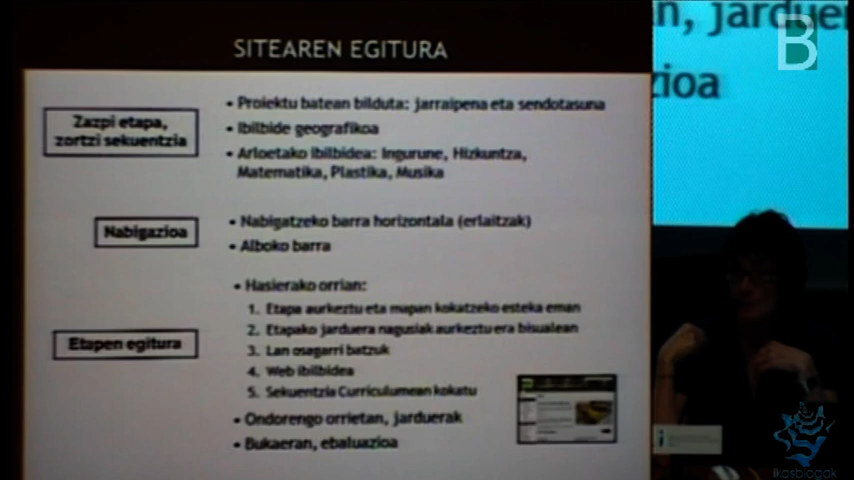 SITEAREN EGITURA
Zazpi etapa,
zortzi sekuentzia
• Proiektu batean bilduta: jarraipena eta sendotasuna
• Ibilbide geografikoa
• Arloetako ibilbidea: Ingurune, Hizkuntza,
Matematika, Plastika, Musika
Nabigazioa
• Nabigatzeko barra horizontala (erlaitzak)
• Alboko barra
Etapen egitura
• Hasierako orrian:
1. Etapa aurkeztu eta mapan kokatzeko esteka eman
2. Etapako jarduera nagusiak aurkeztu era bisualean
3. Lan osagarri batzuk
4. Web ibilbidea
5. Sekuentzia Curriculumean kokatu
• Ondorengo orrietan, jarduerak
• Bukaeran, ebaluazioa
n, jarduer
zioa
B
Ikasblogak